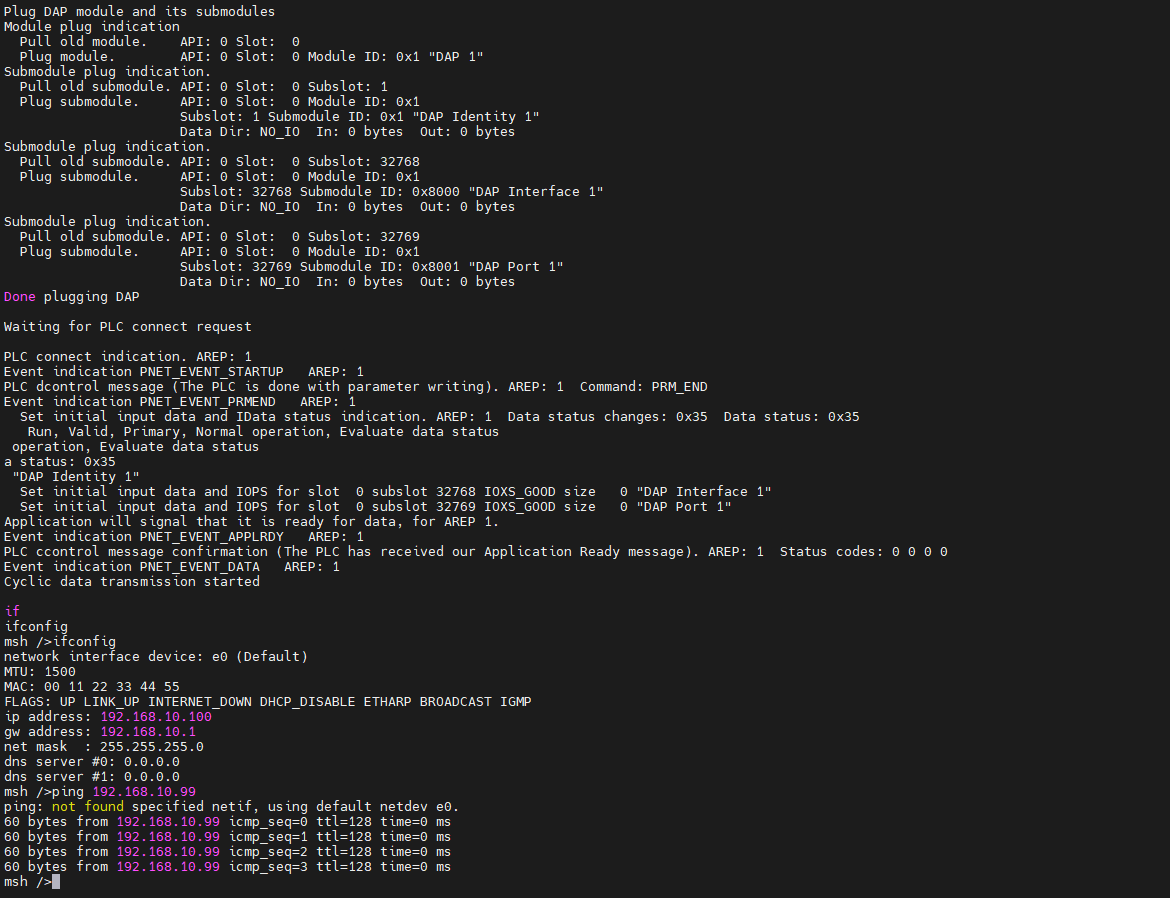 Plug DAP module and its submodules
Module plug indication
  Pull old module.    API: 0 Slot:  0
  Plug module.        API: 0 Slot:  0 Module ID: 0x1 "DAP 1"
Submodule plug indication.
  Pull old submodule. API: 0 Slot:  0 Subslot: 1
  Plug submodule.     API: 0 Slot:  0 Module ID: 0x1
                      Subslot: 1 Submodule ID: 0x1 "DAP Identity 1"
                      Data Dir: NO_IO  In: 0 bytes  Out: 0 bytes
Submodule plug indication.
  Pull old submodule. API: 0 Slot:  0 Subslot: 32768
  Plug submodule.     API: 0 Slot:  0 Module ID: 0x1
                      Subslot: 32768 Submodule ID: 0x8000 "DAP Interface 1"
                      Data Dir: NO_IO  In: 0 bytes  Out: 0 bytes
Submodule plug indication.
  Pull old submodule. API: 0 Slot:  0 Subslot: 32769
  Plug submodule.     API: 0 Slot:  0 Module ID: 0x1
                      Subslot: 32769 Submodule ID: 0x8001 "DAP Port 1"
                      Data Dir: NO_IO  In: 0 bytes  Out: 0 bytes
Done plugging DAP

Waiting for PLC connect request

PLC connect indication. AREP: 1
Event indication PNET_EVENT_STARTUP   AREP: 1
PLC dcontrol message (The PLC is done with parameter writing). AREP: 1  Command: PRM_END
Event indication PNET_EVENT_PRMEND   AREP: 1
  Set initial input data and IData status indication. AREP: 1  Data status changes: 0x35  Data status: 0x35
   Run, Valid, Primary, Normal operation, Evaluate data status
 operation, Evaluate data status
a status: 0x35
 "DAP Identity 1"
  Set initial input data and IOPS for slot  0 subslot 32768 IOXS_GOOD size   0 "DAP Interface 1"
  Set initial input data and IOPS for slot  0 subslot 32769 IOXS_GOOD size   0 "DAP Port 1"
Application will signal that it is ready for data, for AREP 1.
Event indication PNET_EVENT_APPLRDY   AREP: 1
PLC ccontrol message confirmation (The PLC has received our Application Ready message). AREP: 1  Status codes: 0 0 0 0
Event indication PNET_EVENT_DATA   AREP: 1
Cyclic data transmission started

if
ifconfig
msh />ifconfig
network interface device: e0 (Default)
MTU: 1500
MAC: 00 11 22 33 44 55
FLAGS: UP LINK_UP INTERNET_DOWN DHCP_DISABLE ETHARP BROADCAST IGMP
ip address: 192.168.10.100
gw address: 192.168.10.1
net mask  : 255.255.255.0
dns server #0: 0.0.0.0
dns server #1: 0.0.0.0
msh />ping 192.168.10.99
ping: not found specified netif, using default netdev e0.
60 bytes from 192.168.10.99 icmp_seq=0 ttl=128 time=0 ms
60 bytes from 192.168.10.99 icmp_seq=1 ttl=128 time=0 ms
60 bytes from 192.168.10.99 icmp_seq=2 ttl=128 time=0 ms
60 bytes from 192.168.10.99 icmp_seq=3 ttl=128 time=0 ms
msh />